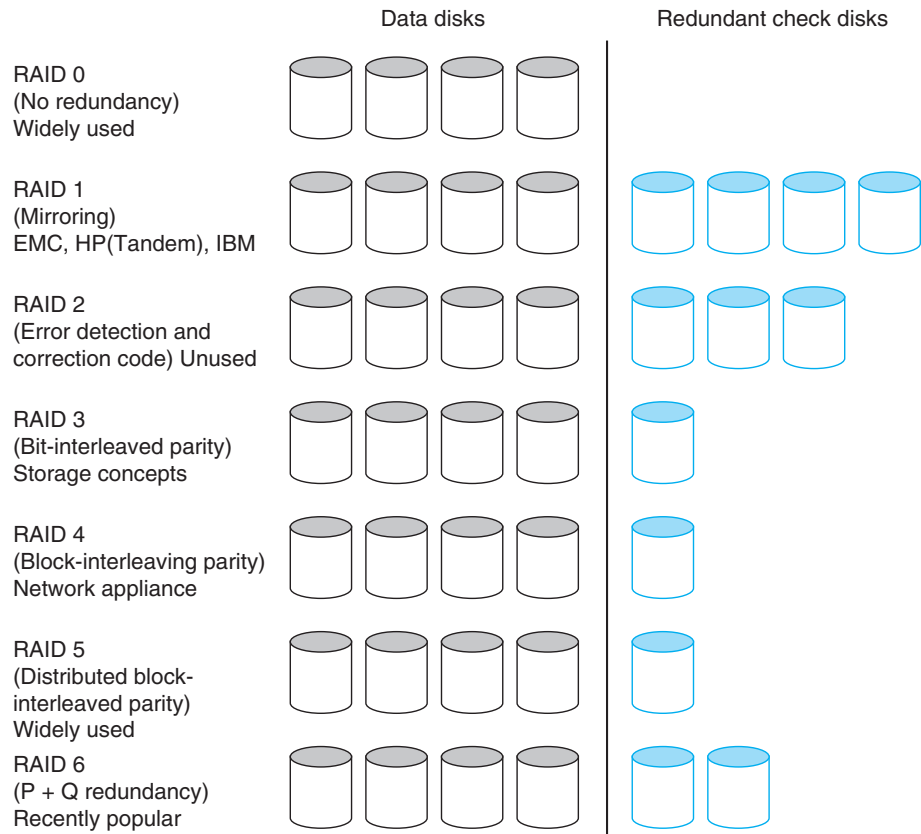 Data disks
Redundant check disks
RAID 0
(No redundancy)
Widely used
RAID 1
(Mirroring)
EMC, HP(Tandem), IBM
RAID 2
(Error detection and
correction code) Unused
RAID 3
(Bit-interleaved parity)
Storage concepts
RAID 4
(Block-interleaving parity)
Network appliance
RAID 5
(Distributed block-
interleaved parity)
Widely used
RAID 6
(P + Q redundancy)
Recently popular